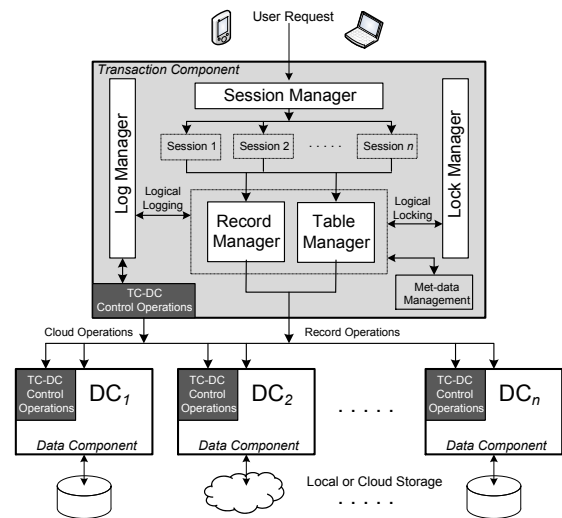 User Request
Transaction Component
Session Manager
Session 1
Session 2
. . . . .
Session n
Log Manager
Lock Manager
Logical
Logging
Logical
Locking
Record
Manager
Table
Manager
Met-data
Management
TC-DC
Control Operations
Cloud Operations
Record Operations
TC-DC
Control
Operations
DC1
Data Component
TC-DC
Control
Operations
DC2
Data Component
. . . . .
TC-DC
Control
Operations
DCn
Data Component
Local or Cloud Storage
. . . . .